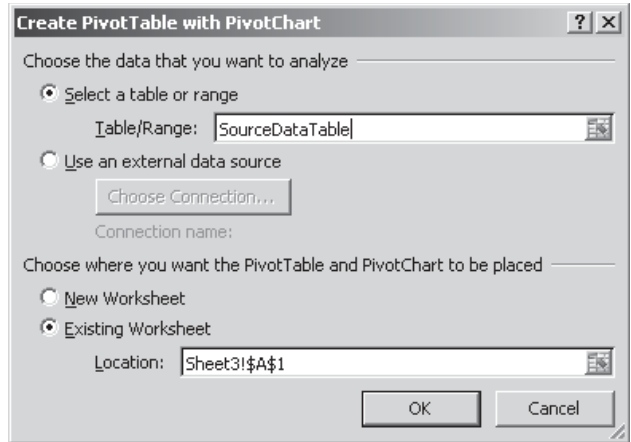 Create PivotTable with PivotChart
Choose the data that you want to analyze
Select a table or range
Table/Range: SourceDataTable
Use an external data source
Choose Connection...
Connection name:
Choose where you want the PivotTable and PivotChart to be placed
New Worksheet
Existing Worksheet
Location: Sheet3!$A$1
OK Cancel